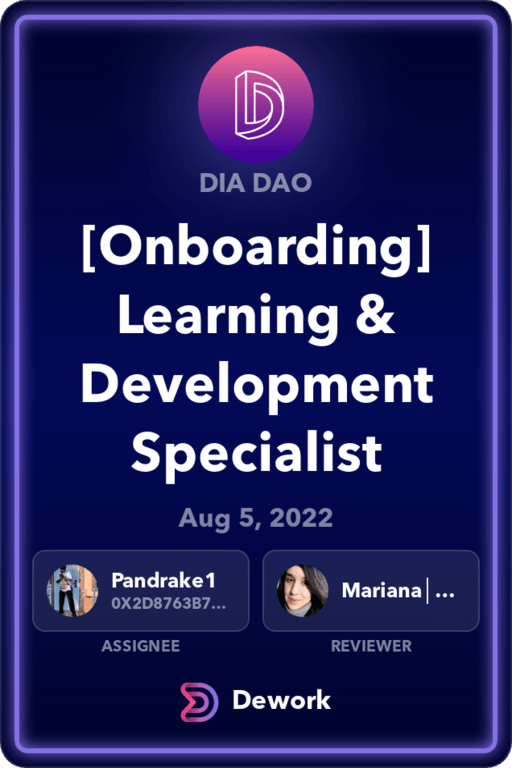 DIA DAO
[Onboarding]
Learning &
Development
Specialist
Aug 5, 2022
Pandrake1
0X2D8763B7...
Mariana| ...
ASSIGNEE
REVIEWER
Dework